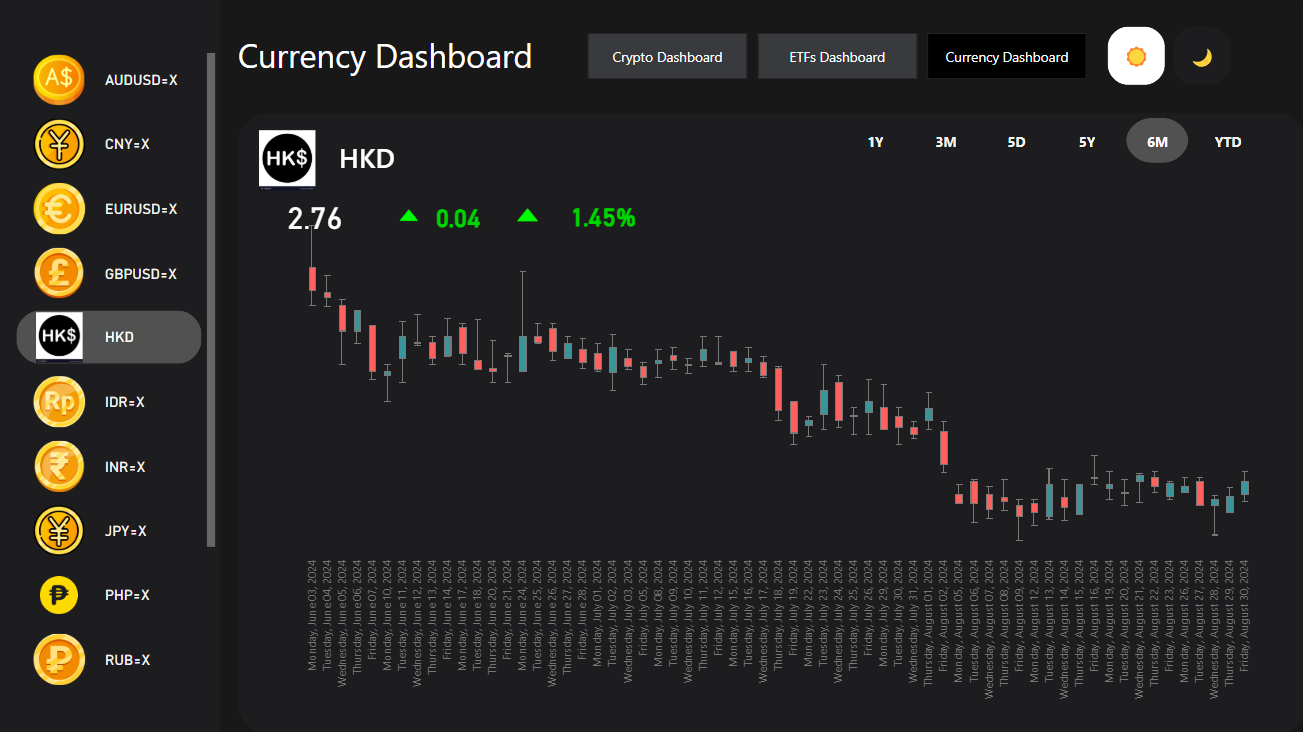 Currency Dashboard
Crypto Dashboard
ETFs Dashboard
Currency Dashboard
A$
AUDUSD=X
¥
CNY=X
€
EURUSD=X
£
GBPUSD=X
HK$
HKD
Rp
IDR=X
₹
INR=X
¥
JPY=X
₱
PHP=X
₽
RUB=X
HK$
HKD
1Y
3M
5D
5Y
6M
YTD
2.76
0.04
1.45%
Monday, June 03, 2024
Tuesday, June 04, 2024
Wednesday, June 05, 2024
Thursday, June 06, 2024
Friday, June 07, 2024
Monday, June 10, 2024
Tuesday, June 11, 2024
Wednesday, June 12, 2024
Thursday, June 13, 2024
Friday, June 14, 2024
Monday, June 17, 2024
Tuesday, June 18, 2024
Thursday, June 20, 2024
Friday, June 21, 2024
Monday, June 24, 2024
Tuesday, June 25, 2024
Wednesday, June 26, 2024
Thursday, June 27, 2024
Friday, June 28, 2024
Monday, July 01, 2024
Tuesday, July 02, 2024
Wednesday, July 03, 2024
Friday, July 05, 2024
Monday, July 08, 2024
Tuesday, July 09, 2024
Wednesday, July 10, 2024
Thursday, July 11, 2024
Friday, July 12, 2024
Monday, July 15, 2024
Tuesday, July 16, 2024
Wednesday, July 17, 2024
Thursday, July 18, 2024
Friday, July 19, 2024
Monday, July 22, 2024
Tuesday, July 23, 2024
Wednesday, July 24, 2024
Thursday, July 25, 2024
Friday, July 26, 2024
Monday, July 29, 2024
Tuesday, July 30, 2024
Wednesday, July 31, 2024
Thursday, August 01, 2024
Friday, August 02, 2024
Monday, August 05, 2024
Tuesday, August 06, 2024
Wednesday, August 07, 2024
Thursday, August 08, 2024
Friday, August 09, 2024
Monday, August 12, 2024
Tuesday, August 13, 2024
Wednesday, August 14, 2024
Thursday, August 15, 2024
Friday, August 16, 2024
Monday, August 19, 2024
Tuesday, August 20, 2024
Wednesday, August 21, 2024
Thursday, August 22, 2024
Friday, August 23, 2024
Monday, August 26, 2024
Tuesday, August 27, 2024
Wednesday, August 28, 2024
Thursday, August 29, 2024
Friday, August 30, 2024